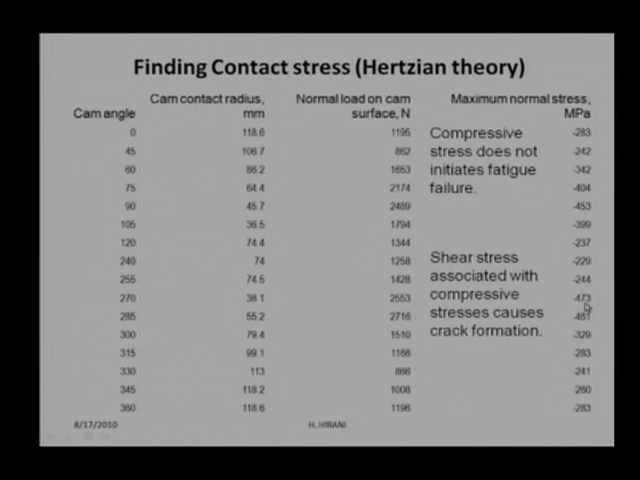 Finding Contact stress (Hertzian theory)
Cam angle Cam contact radius, mm Normal load on cam surface, N Maximum normal stress, MPa
0 118.6 1195 -283
45 106.7 862 -242
60 86.2 1653 -342
75 64.4 2174 -404
90 45.7 2489 -453
105 36.5 1794 -399
120 74.4 1344 -237
240 74 1258 -229
255 74.5 1428 -244
270 38.1 2553 -473
285 55.2 2716 -461
300 79.4 1510 -329
315 99.1 1166 -283
330 113 866 -241
345 118.2 1008 -260
360 118.6 1196 -283
Compressive
stress does not
initiates fatigue
failure.
Shear stress
associated with
compressive
stresses causes
crack formation.
8/17/2010 H. HIRANI